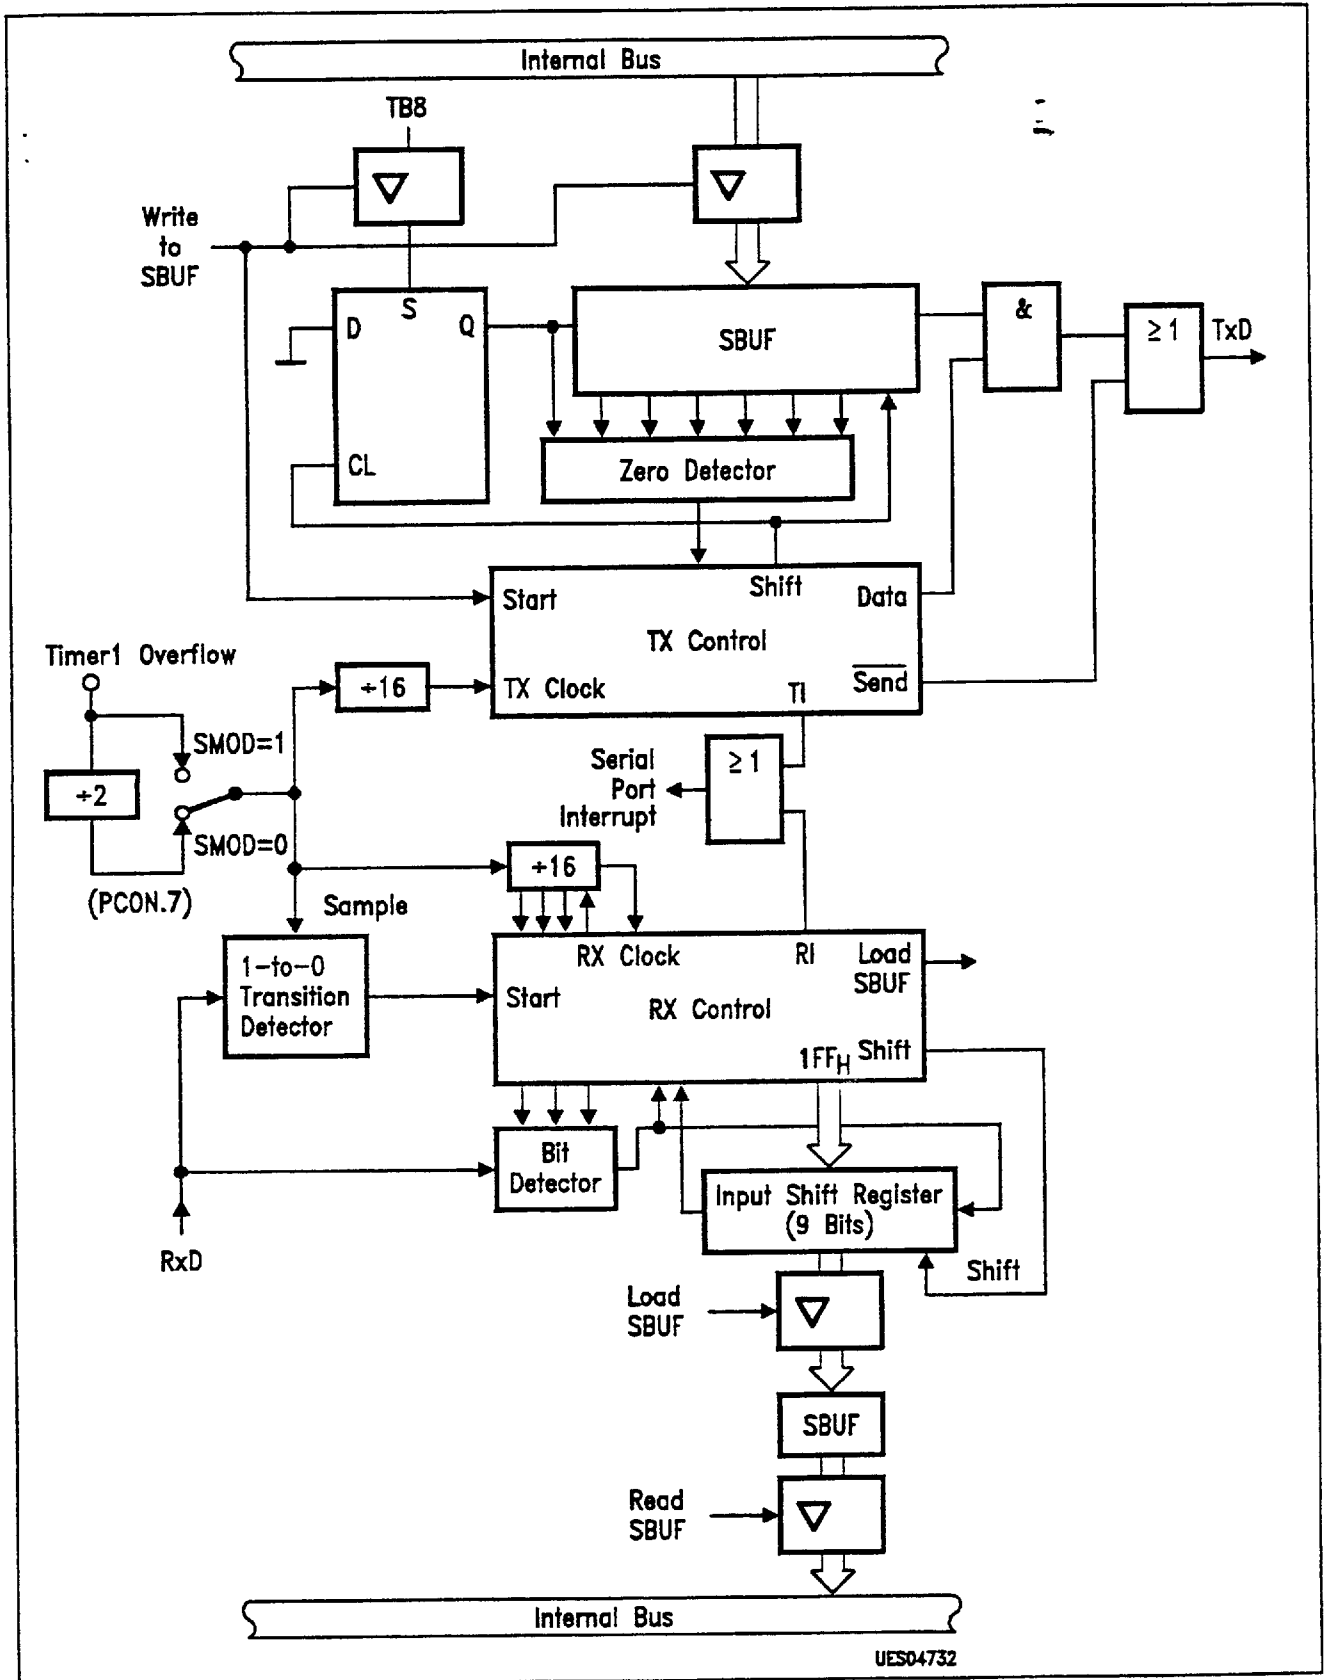 Internal Bus
TB8
Write
to
SBUF
S
D
Q
SBUF
&
≥1
TxD
CL
Zero Detector
Shift
Start
Data
TX Control
Timer1 Overflow
÷16
TX Clock
TI
Send
SMOD=1
Serial
Port
Interrupt
≥1
÷2
SMOD=0
(PCON.7)
÷16
Sample
RX Clock
RI
Load
SBUF
1-to-0
Transition
Detector
Start
RX Control
1FFH
Shift
Bit
Detector
Input Shift Register
(9 Bits)
RxD
Shift
Load
SBUF
SBUF
Read
SBUF
Internal Bus
UES04732